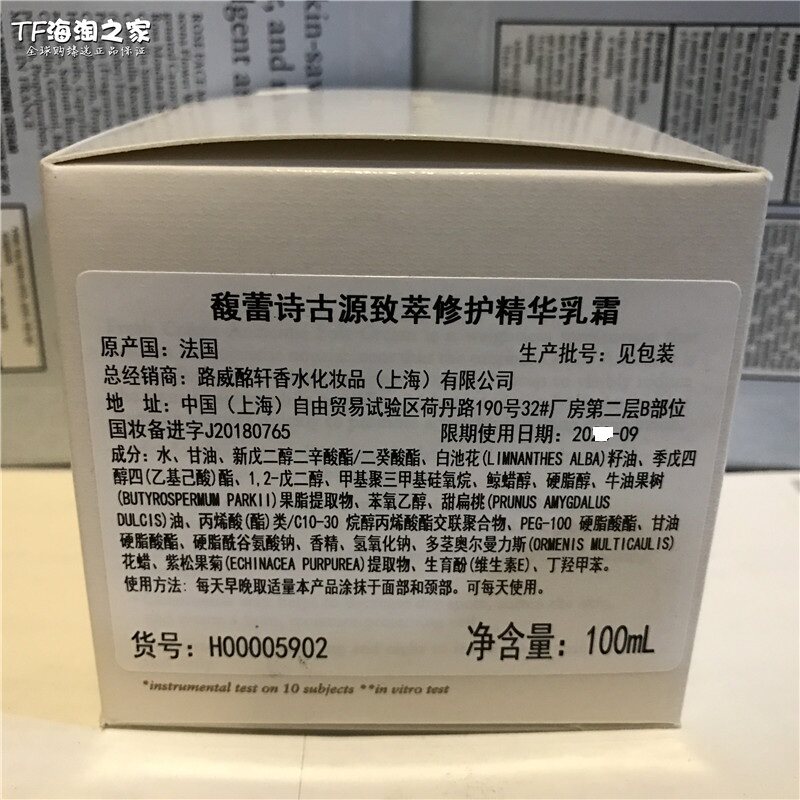 TF海淘之家
全球购臻选正品保证
馥蕾诗古源致萃修护精华乳霜
原产国：法国
生产批号：见包装
总经销商：路威酩轩香水化妆品（上海）有限公司
地 址：中国（上海）自由贸易试验区荷丹路190号32#厂房第二层B部位
国妆备进字J20180765
限期使用日期：20 -09
成分：水、甘油、新戊二醇二辛酸酯/二癸酸酯、白池花(LIMNANTHES ALBA)籽油、季戊四
醇四(乙基己酸)酯、1,2-戊二醇、甲基聚三甲基硅氧烷、鲸蜡醇、硬脂醇、牛油果树
(BUTYROSPERMUM PARKII)果脂提取物、苯氧乙醇、甜扁桃(PRUNUS AMYGDALUS
DULCIS)油、丙烯酸(酯)类/C10-30 烷醇丙烯酸酯交联聚合物、PEG-100 硬脂酸酯、甘油
硬脂酸酯、硬脂酰谷氨酸钠、香精、氢氧化钠、多茎奥尔曼力斯(ORMENIS MULTICAULIS)
花蜡、紫松果菊(ECHINACEA PURPUREA)提取物、生育酚(维生素E)、丁羟甲苯。
使用方法：每天早晚取适量本产品涂抹于面部和颈部。可每天使用。
货号：H00005902
净含量：100mL
*instrumental test on 10 subjects **in vitro test